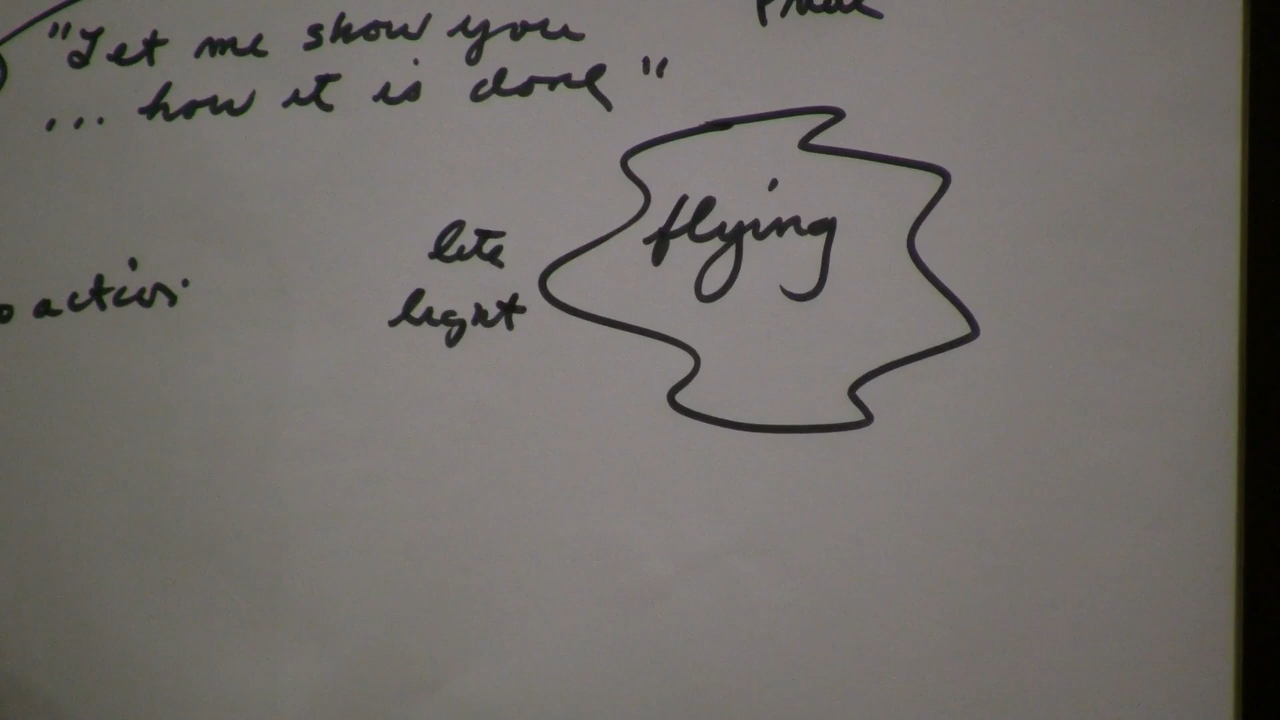 "Let me show you
... how it is done"
flying
lite
light